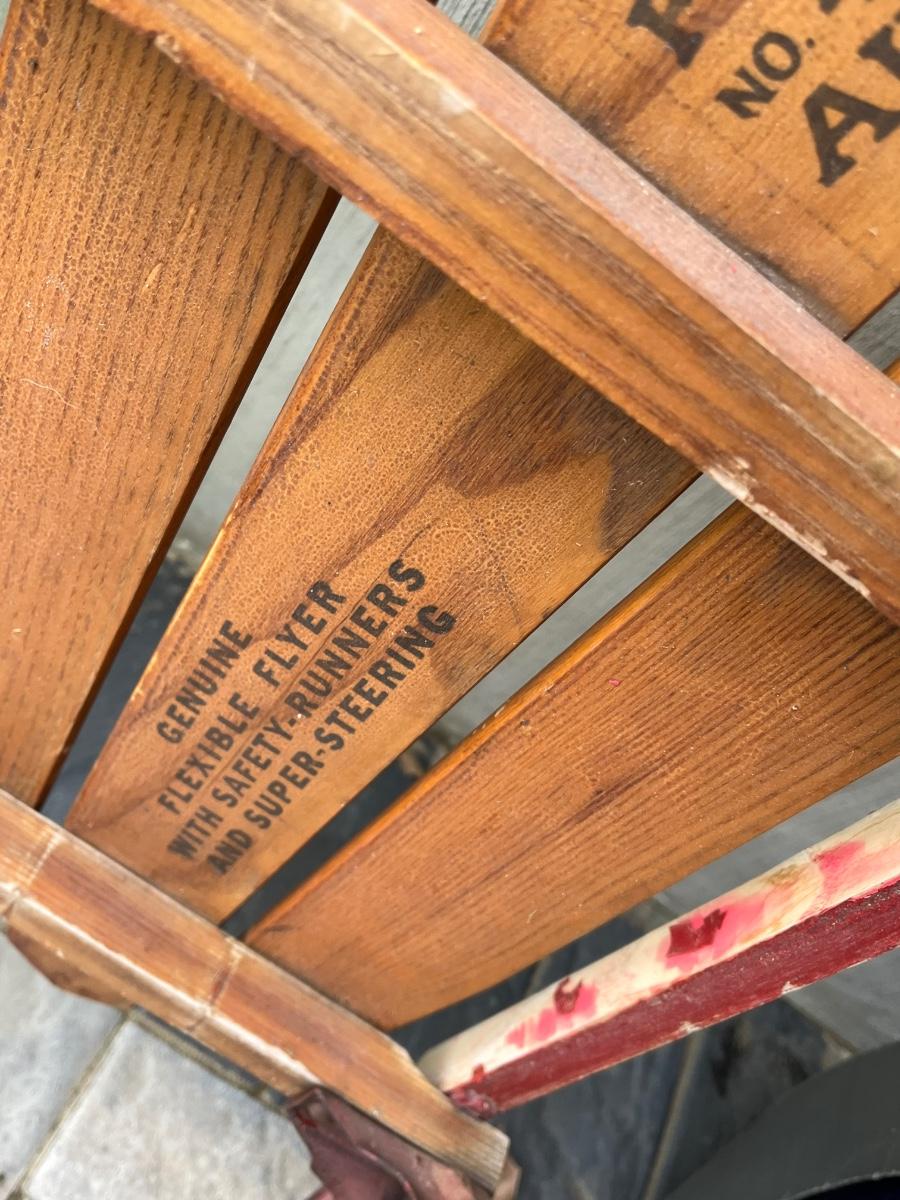 NO.
GENUINE
FLEXIBLE FLYER
WITH SAFETY-RUNNERS
AND SUPER-STEERING